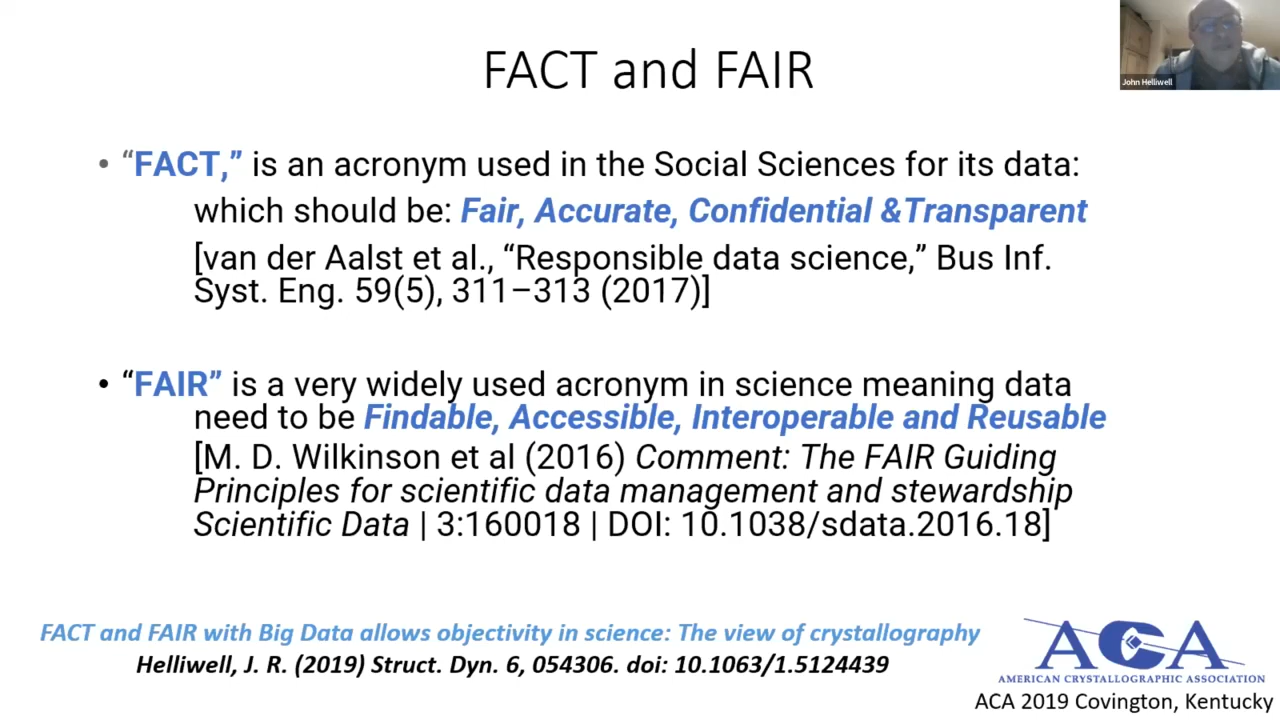 FACT and FAIR
John Helliwell
• “FACT,” is an acronym used in the Social Sciences for its data:
which should be: Fair, Accurate, Confidential &Transparent
[van der Aalst et al., “Responsible data science,” Bus Inf.
Syst. Eng. 59(5), 311–313 (2017)]
• “FAIR” is a very widely used acronym in science meaning data
need to be Findable, Accessible, Interoperable and Reusable
[M. D. Wilkinson et al (2016) Comment: The FAIR Guiding
Principles for scientific data management and stewardship
Scientific Data | 3:160018 | DOI: 10.1038/sdata.2016.18]
FACT and FAIR with Big Data allows objectivity in science: The view of crystallography
Helliwell, J. R. (2019) Struct. Dyn. 6, 054306. doi: 10.1063/1.5124439
ACA
AMERICAN CRYSTALLOGRAPHIC ASSOCIATION
ACA 2019 Covington, Kentucky